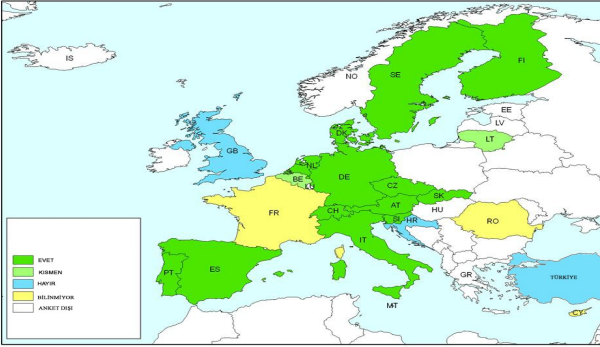 IS
NO
SE
FI
EE
LV
LT
DK
GB
NL
BE
LU
DE
CZ
SK
FR
CH
AT
HU
SI
HR
RO
IT
PT
ES
GR
TÜRKİYE
MT
CY
EVET
KISMEN
HAYIR
BİLİNMİYOR
ANKET DIŞI